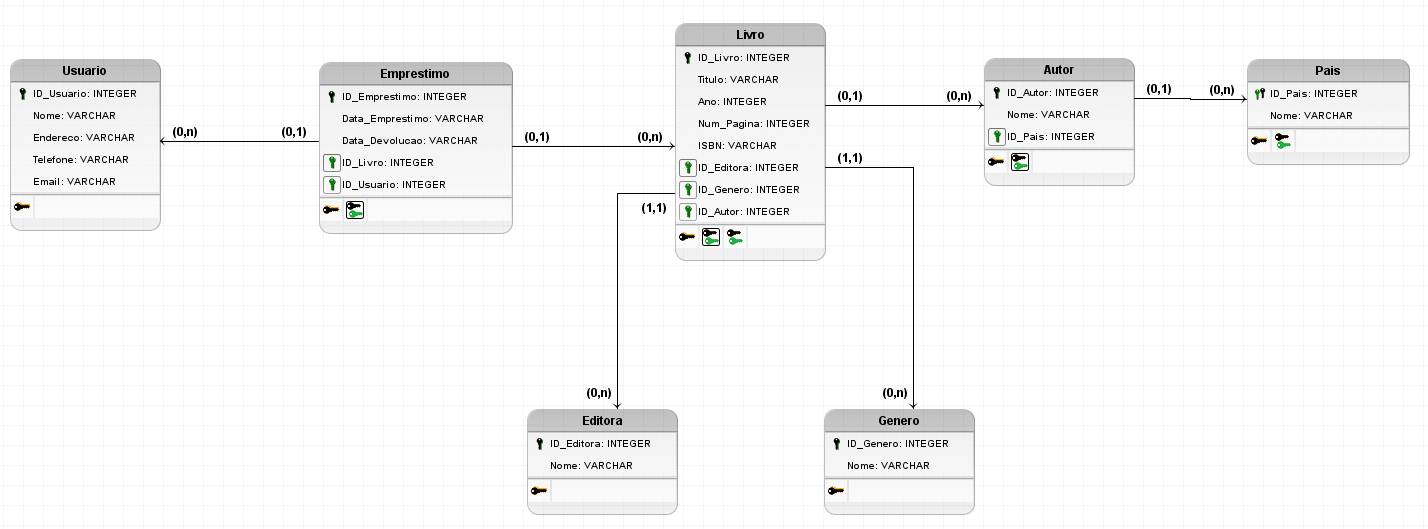 Usuario
ID_Usuario: INTEGER
Nome: VARCHAR
Endereco: VARCHAR
Telefone: VARCHAR
Email: VARCHAR
(0,n)
(0,1)
Emprestimo
ID_Emprestimo: INTEGER
Data_Emprestimo: VARCHAR
Data_Devolucao: VARCHAR
ID_Livro: INTEGER
ID_Usuario: INTEGER
(0,1)
(0,n)
Livro
ID_Livro: INTEGER
Titulo: VARCHAR
Ano: INTEGER
Num_Pagina: INTEGER
ISBN: VARCHAR
ID_Editora: INTEGER
ID_Genero: INTEGER
ID_Autor: INTEGER
(0,1)
(0,n)
(1,1)
(1,1)
Autor
ID_Autor: INTEGER
Nome: VARCHAR
ID_Pais: INTEGER
(0,1)
(0,n)
Pais
ID_Pais: INTEGER
Nome: VARCHAR
(0,n)
Editora
ID_Editora: INTEGER
Nome: VARCHAR
(0,n)
Genero
ID_Genero: INTEGER
Nome: VARCHAR